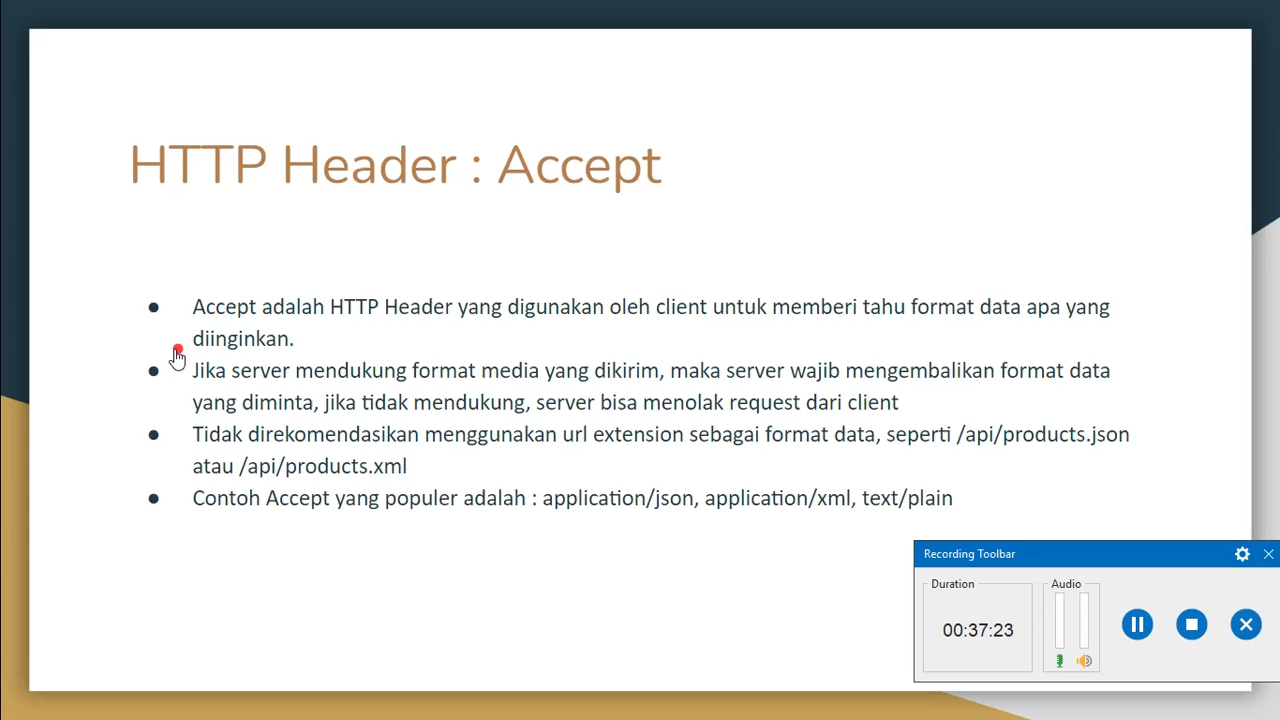 HTTP Header : Accept
● Accept adalah HTTP Header yang digunakan oleh client untuk memberi tahu format data apa yang
diinginkan.
● Jika server mendukung format media yang dikirim, maka server wajib mengembalikan format data
yang diminta, jika tidak mendukung, server bisa menolak request dari client
● Tidak direkomendasikan menggunakan url extension sebagai format data, seperti /api/products.json
atau /api/products.xml
● Contoh Accept yang populer adalah : application/json, application/xml, text/plain
Recording Toolbar
Duration
Audio
00:37:23